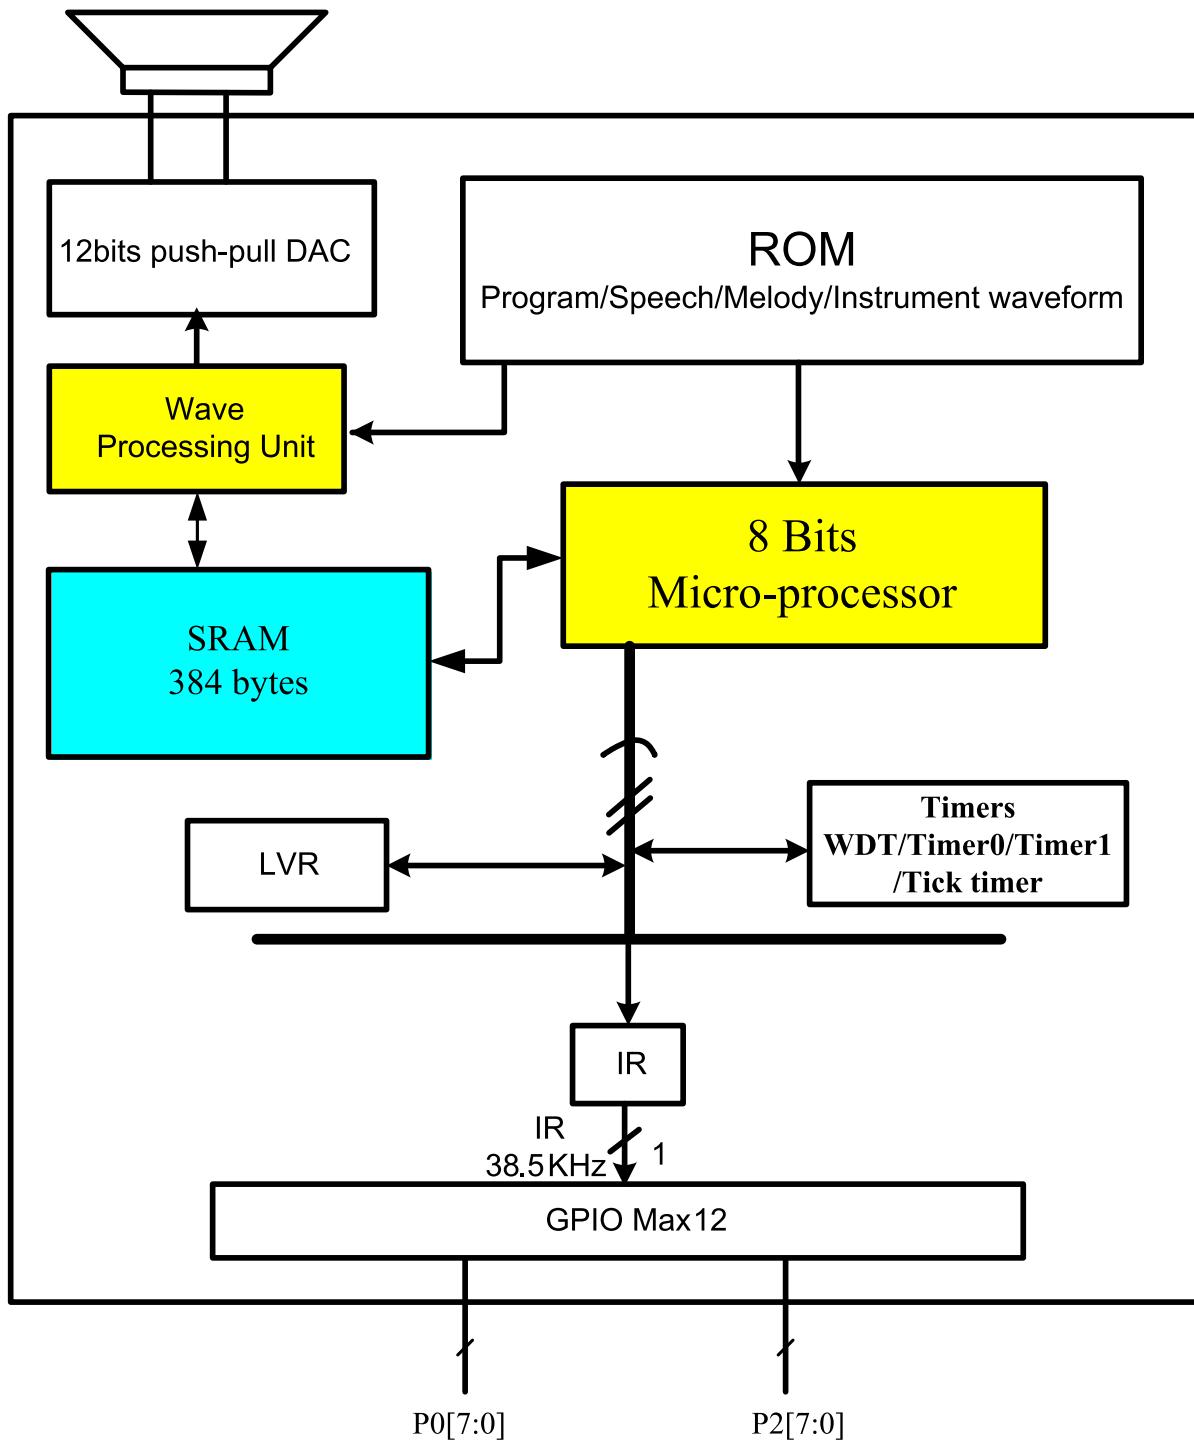 12bits push-pull DAC
ROM
Program/Speech/Melody/Instrument waveform
Wave
Processing Unit
8 Bits
Micro-processor
SRAM
384 bytes
Timers
WDT/Timer0/Timer1
/Tick timer
LVR
IR
IR
38.5KHz
1
GPIO Max12
P0[7:0]
P2[7:0]